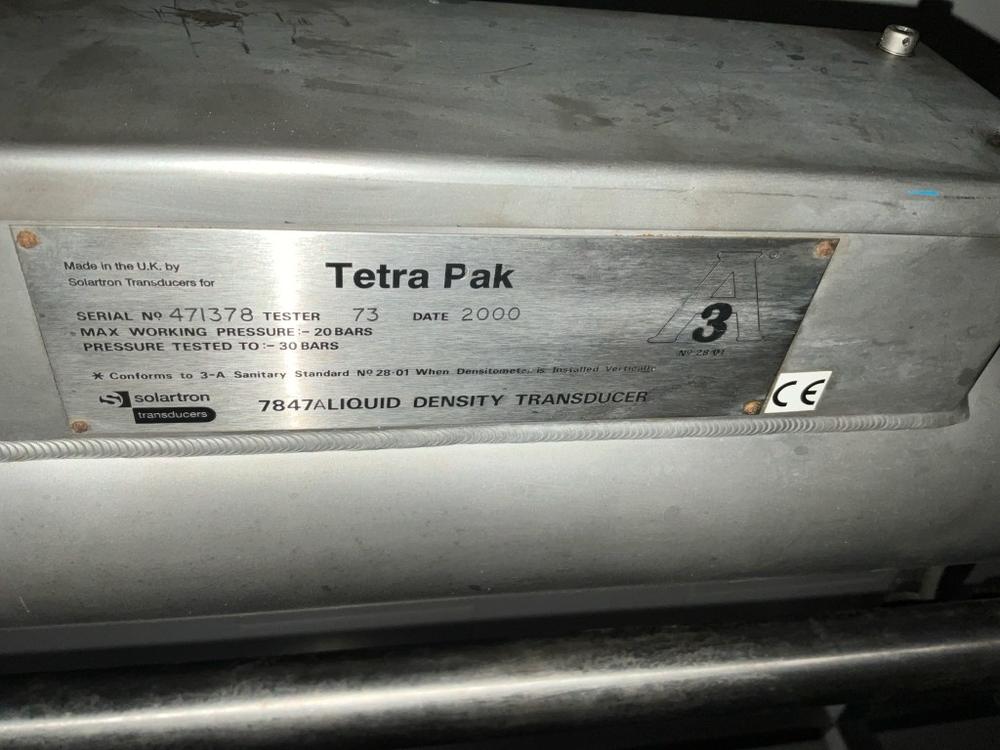 Made in the U.K. by
Solartron Transducers for
Tetra Pak
SERIAL Nº 471378 TESTER 73 DATE 2000
MAX WORKING PRESSURE:- 20 BARS
PRESSURE TESTED TO:- 30 BARS
* Conforms to 3-A Sanitary Standard Nº 28-01 When Densitometer is Installed Vertically
A
3
Nº 28-01
solartron
transducers
7847A LIQUID DENSITY TRANSDUCER
CE